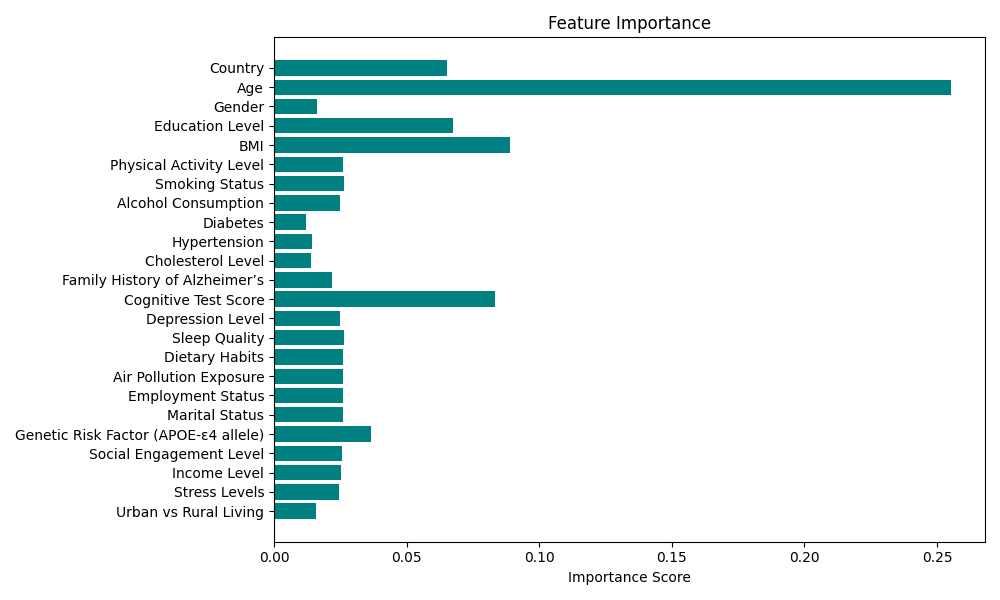 Feature Importance
Country
Age
Gender
Education Level
BMI
Physical Activity Level
Smoking Status
Alcohol Consumption
Diabetes
Hypertension
Cholesterol Level
Family History of Alzheimer’s
Cognitive Test Score
Depression Level
Sleep Quality
Dietary Habits
Air Pollution Exposure
Employment Status
Marital Status
Genetic Risk Factor (APOE-ε4 allele)
Social Engagement Level
Income Level
Stress Levels
Urban vs Rural Living
0.00 0.05 0.10 0.15 0.20 0.25
Importance Score